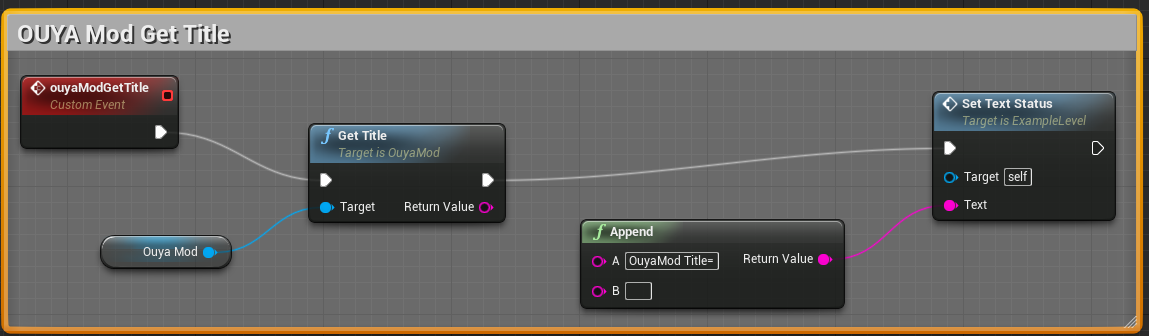 OUYA Mod Get Title
ouyaModGetTitle
Custom Event
f Get Title
Target is OuyaMod
Target Return Value
Ouya Mod
f Append
A OuyaMod Title= Return Value
B
Set Text Status
Target is ExampleLevel
Target self
Text